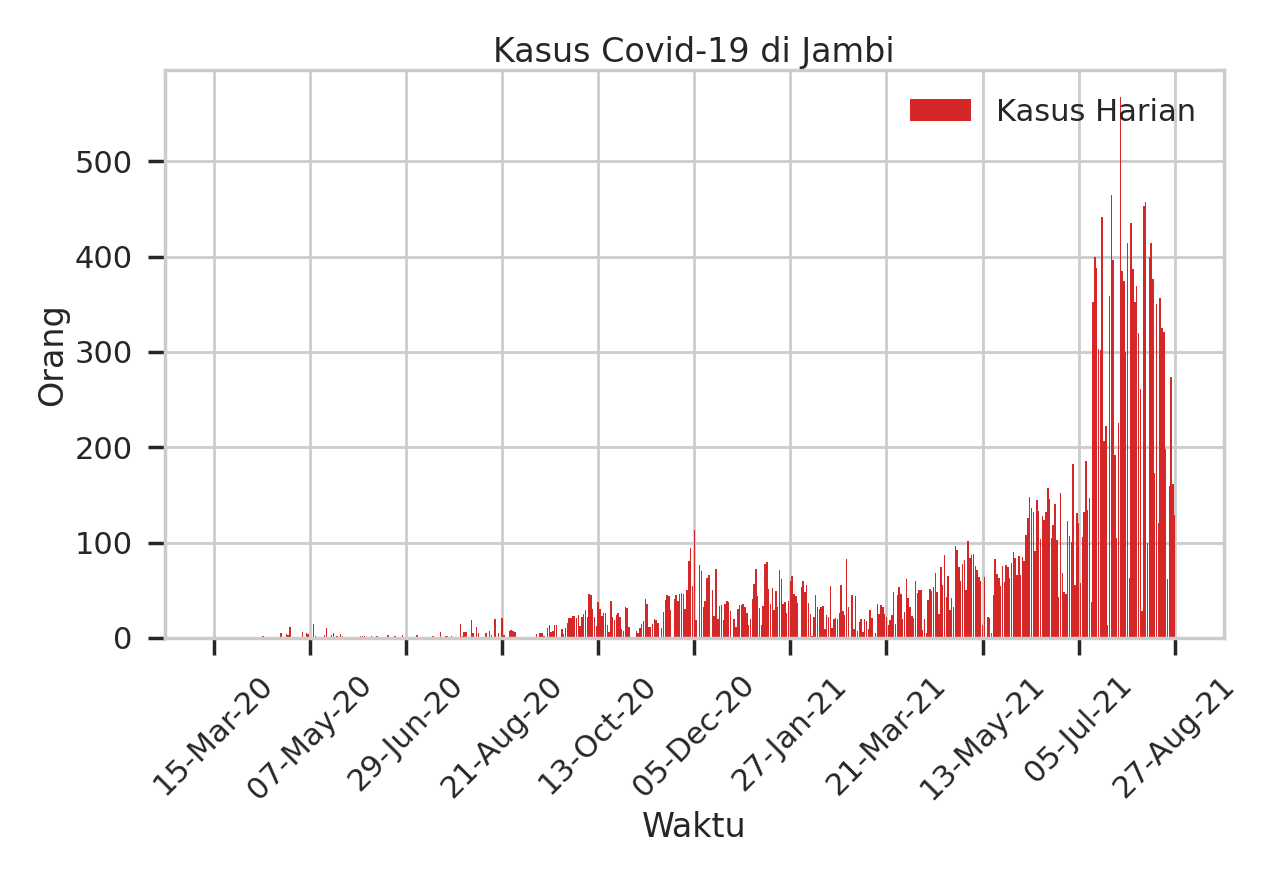 Kasus Covid-19 di Jambi
Kasus Harian
Orang
500
400
300
200
100
0
15-Mar-20
07-May-20
29-Jun-20
21-Aug-20
13-Oct-20
05-Dec-20
27-Jan-21
21-Mar-21
13-May-21
05-Jul-21
27-Aug-21
Waktu